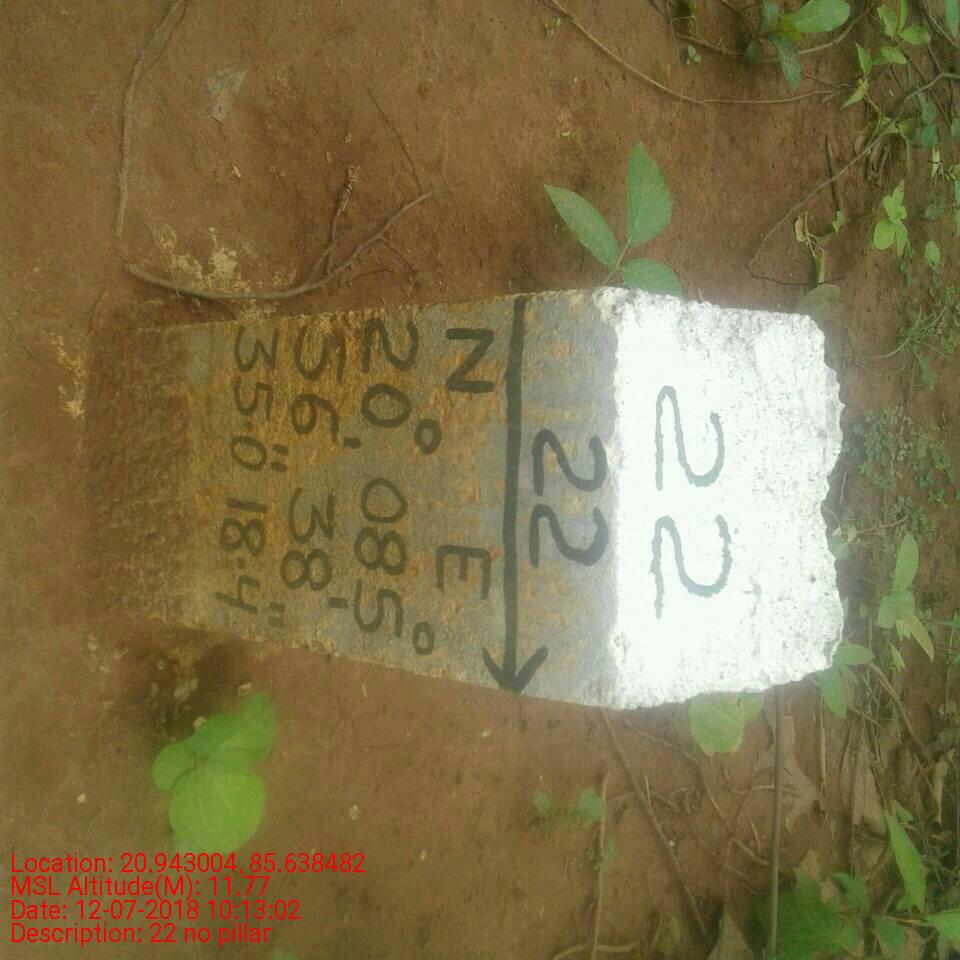 22
22
N E
20° 085°
56' 38'
35.0" 18.4"
Location: 20.943004, 85.638482
MSL Altitude(M): 11.77
Date: 12-07-2018 10:13:02
Description: 22 no pillar